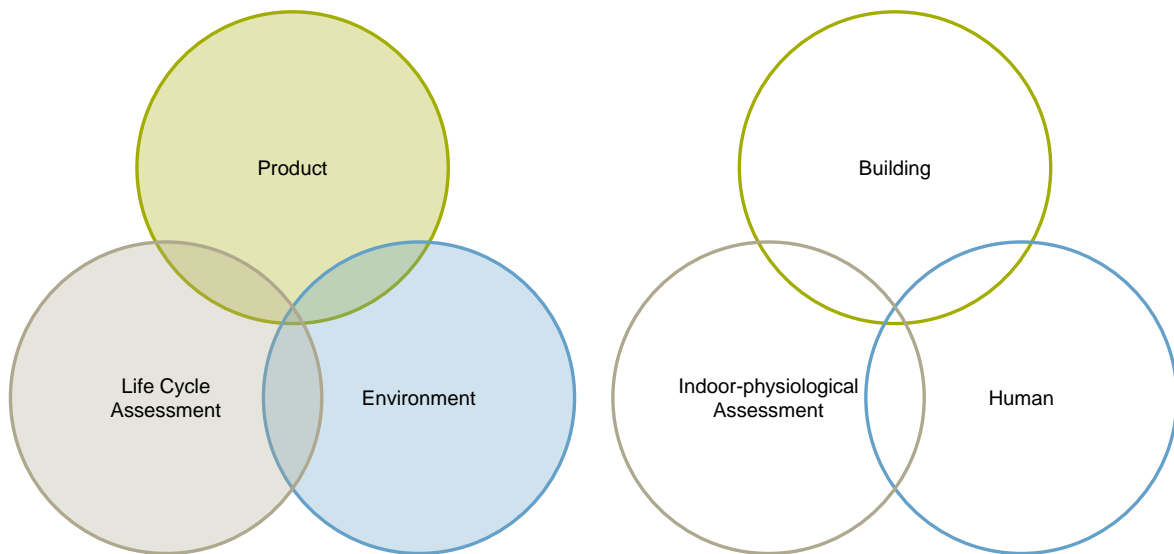 Product
Life Cycle
Assessment
Environment
Building
Indoor-physiological
Assessment
Human